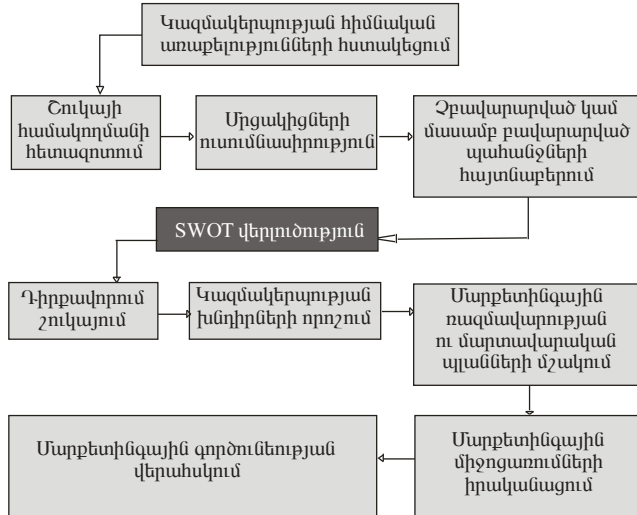 Կազմակերպության հիմնական
առաքելությունների հստակեցում
Շուկայի
համակողմանի
հետազոտում
Մրցակիցների
ուսումնասիրություն
Չբավարարված կամ
մասամբ բավարարված
պահանջների
հայտնաբերում
SWOT վերլուծություն
Դիրքավորում
շուկայում
Կազմակերպության
խնդիրների որոշում
Մարքետինգային
ռազմավարության
ու մարտավարական
պլանների մշակում
Մարքետինգային գործունեության
վերահսկում
Մարքետինգային
միջոցառումների
իրականացում